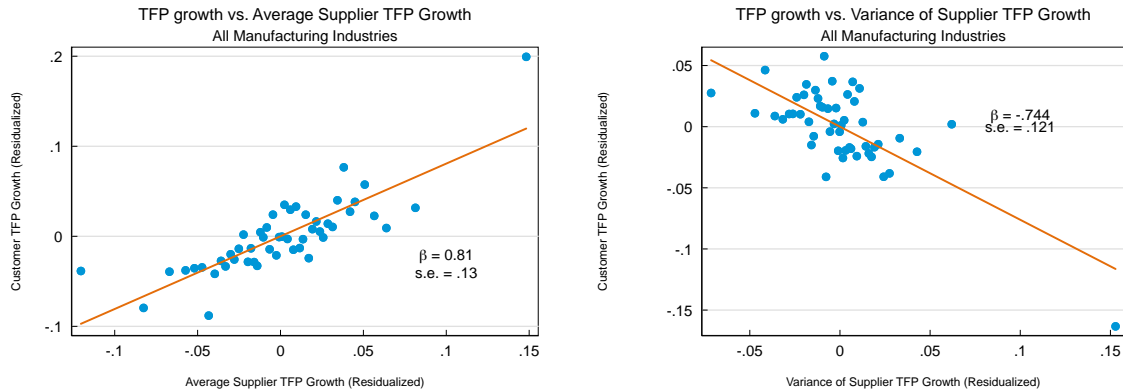 TFP growth vs. Average Supplier TFP Growth
All Manufacturing Industries
Customer TFP Growth (Residualized)
.2
.1
0
-.1
β = 0.81
s.e. = .13
-.1
-.05
0
.05
.1
.15
Average Supplier TFP Growth (Residualized)
TFP growth vs. Variance of Supplier TFP Growth
All Manufacturing Industries
Customer TFP Growth (Residualized)
.05
0
-.05
-.1
-.15
β = -.744
s.e. = .121
-.05
0
.05
.1
.15
Variance of Supplier TFP Growth (Residualized)